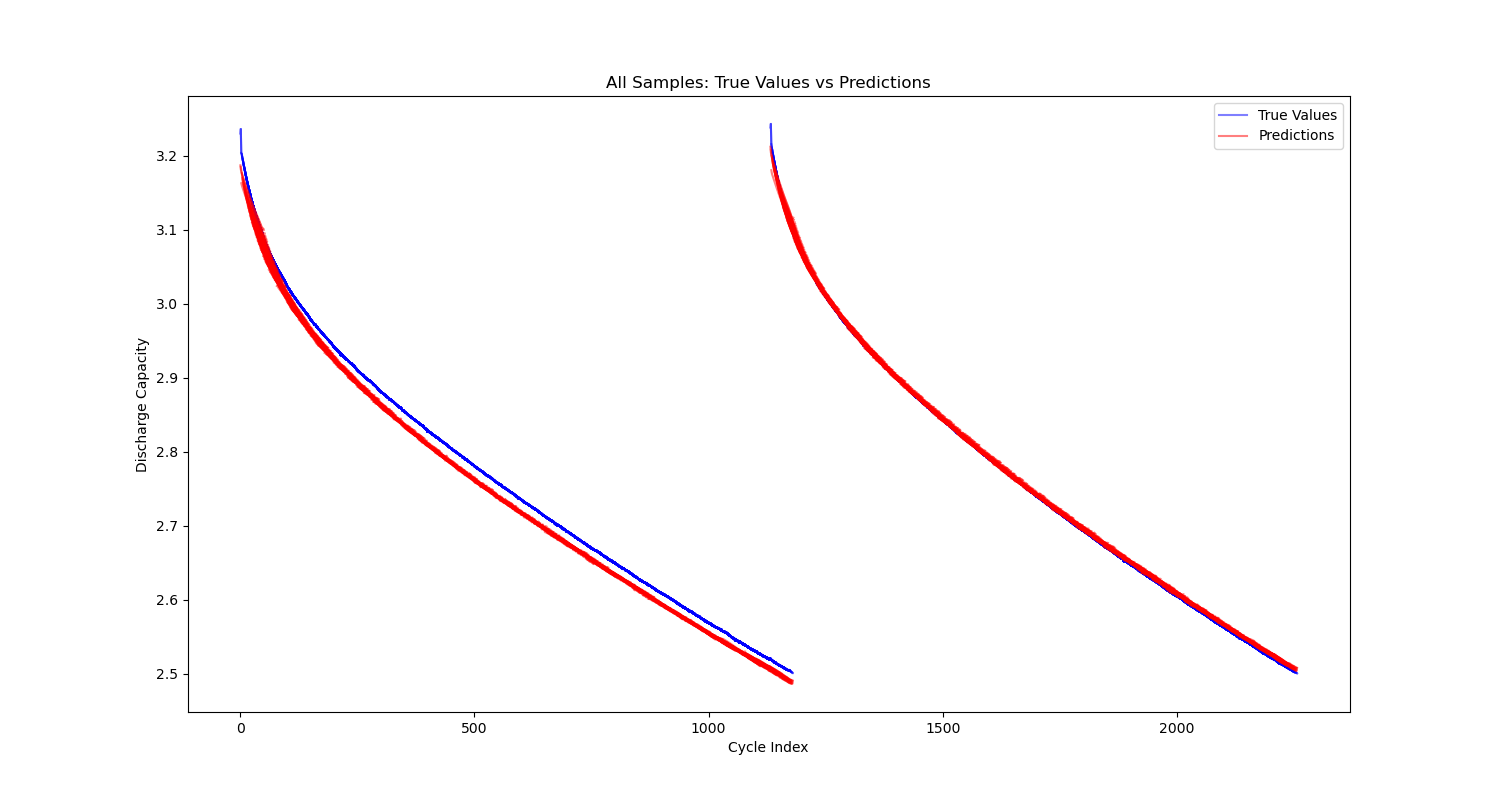 All Samples: True Values vs Predictions
True Values
Predictions
3.2
3.1
3.0
2.9
2.8
2.7
2.6
2.5
Discharge Capacity
0 500 1000 1500 2000
Cycle Index